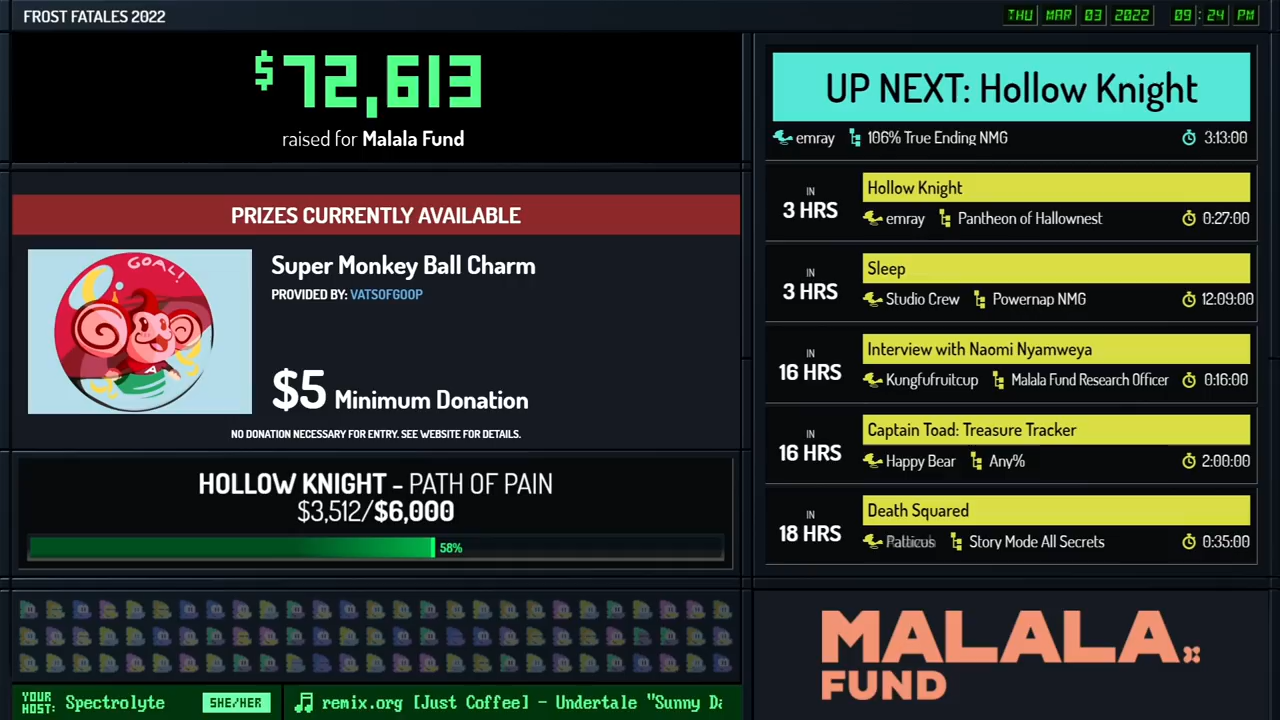 FROST FATALES 2022
THU MAR 03 2022 09:24 PM
$72,613
raised for Malala Fund
PRIZES CURRENTLY AVAILABLE
GOAL!
Super Monkey Ball Charm
PROVIDED BY: VATSOFGOOP
$5 Minimum Donation
NO DONATION NECESSARY FOR ENTRY. SEE WEBSITE FOR DETAILS.
HOLLOW KNIGHT - PATH OF PAIN
$3,512/$6,000
58%
YOUR HOST: Spectrolyte SHE/HER
remix.org [Just Coffee] - Undertale "Sunny Da
UP NEXT: Hollow Knight
emray 106% True Ending NMG 3:13:00
IN 3 HRS
Hollow Knight
emray Pantheon of Hallownest 0:27:00
IN 3 HRS
Sleep
Studio Crew Powernap NMG 12:09:00
IN 16 HRS
Interview with Naomi Nyamweya
Kungfufruitcup Malala Fund Research Officer 0:16:00
IN 16 HRS
Captain Toad: Treasure Tracker
Happy Bear Any% 2:00:00
IN 18 HRS
Death Squared
Story Mode All Secrets 0:35:00
MALALA
FUND